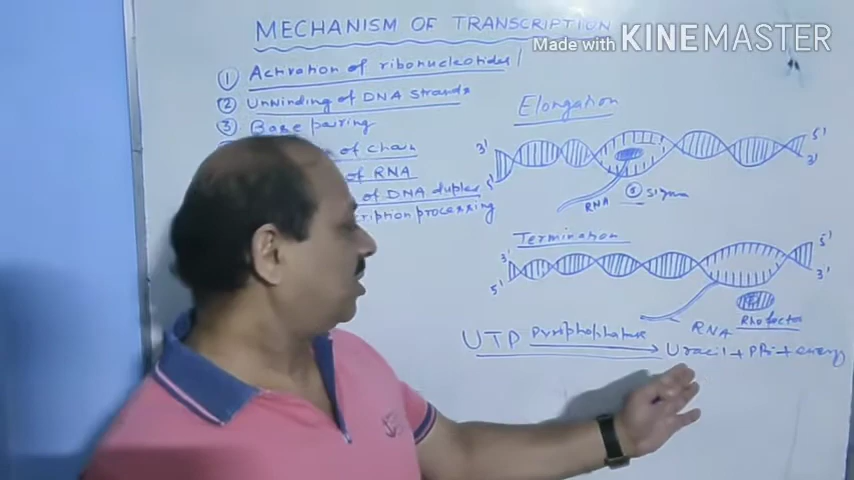 MECHANISM OF TRANSCRIPTION
Made with KINEMASTER
① Activation of ribonucleotides
② Unwinding of DNA Strands
③ Base pairing
of chain
of RNA
of DNA duplex
cription processing
Elongation
3' 5'
5' 3'
RNA σ Sigma
Termination
3' 5'
5' 3'
RNA Rho factor
UTP Pyriphophatase Uracil + PPi + energy